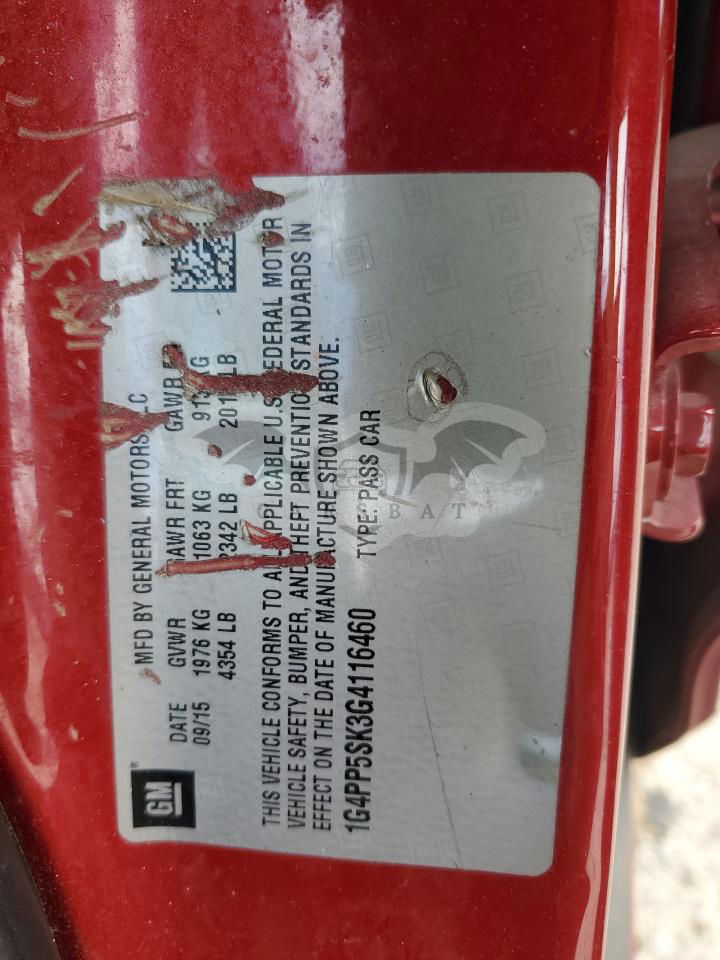 GM
MFD BY GENERAL MOTORS LLC
DATE GVWR GAWR FRT GAWR
09/15 1976 KG 1063 KG
4354 LB 2342 LB LB
THIS VEHICLE CONFORMS TO ALL APPLICABLE U.S. FEDERAL MOTOR
VEHICLE SAFETY, BUMPER, AND THEFT PREVENTION STANDARDS IN
EFFECT ON THE DATE OF MANUFACTURE SHOWN ABOVE.
1G4PP5SK3G4116460 TYPE: PASS CAR